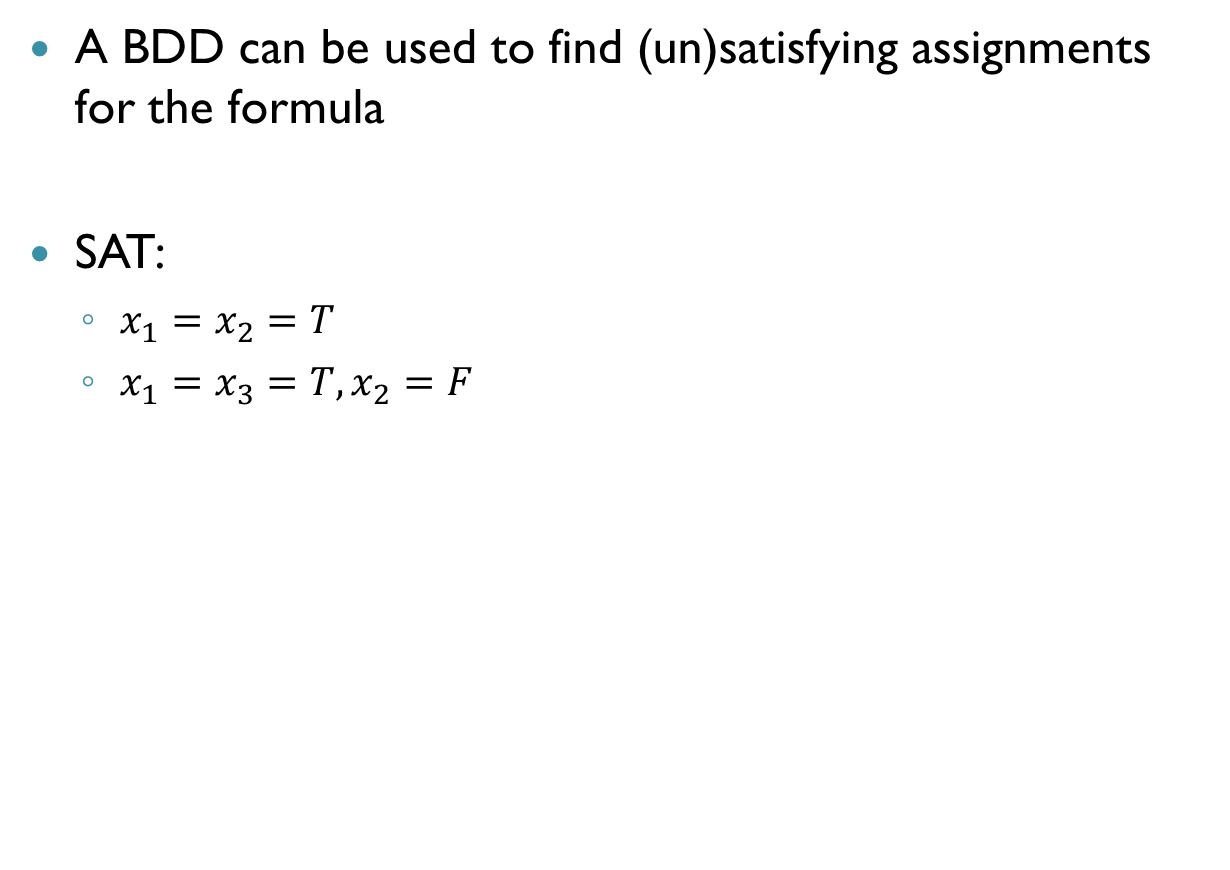 • A BDD can be used to find (un)satisfying assignments
for the formula
• SAT:
◦ x₁ = x₂ = T
◦ x₁ = x₃ = T, x₂ = F